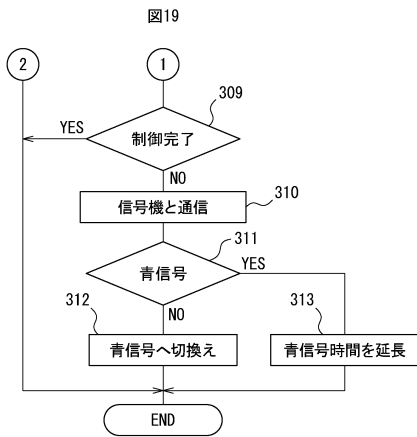 図19
2
1
309
制御完了
YES
NO
310
信号機と通信
311
青信号
YES
NO
312
青信号へ切換え
313
青信号時間を延長
END